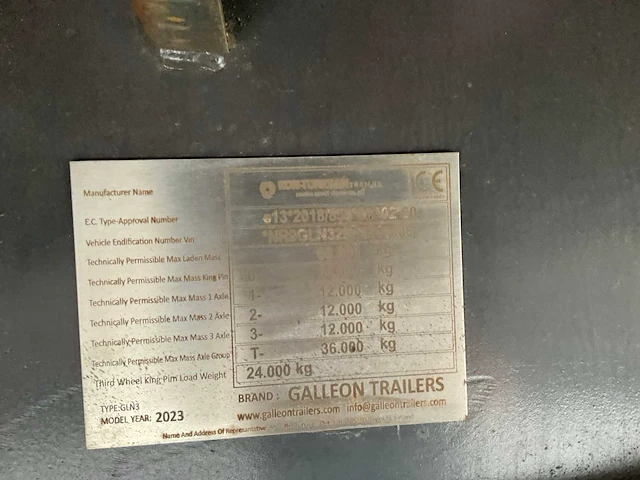 Manufacturer Name
CE
E.C. Type-Approval Number
Vehicle Endification Number Vin
Technically Permissible Max Laden Mass kg
Technically Permissible Max Mass King Pin kg
Technically Permissible Max Mass 1 Axle 1- 12.000 kg
Technically Permissible Max Mass 2 Axle 2- 12.000 kg
Technically Permissible Max Mass 3 Axle 3- 12.000 kg
Technically Permissible Max Mass Axle Group T- 36.000 kg
Third Wheel King-Pim Load Weight 24.000 kg
BRAND : GALLEON TRAILERS
TYPE:GLN3
MODEL YEAR: 2023
www.galleontrailers.com info@galleontrailers.com
Name And Address Of Representative